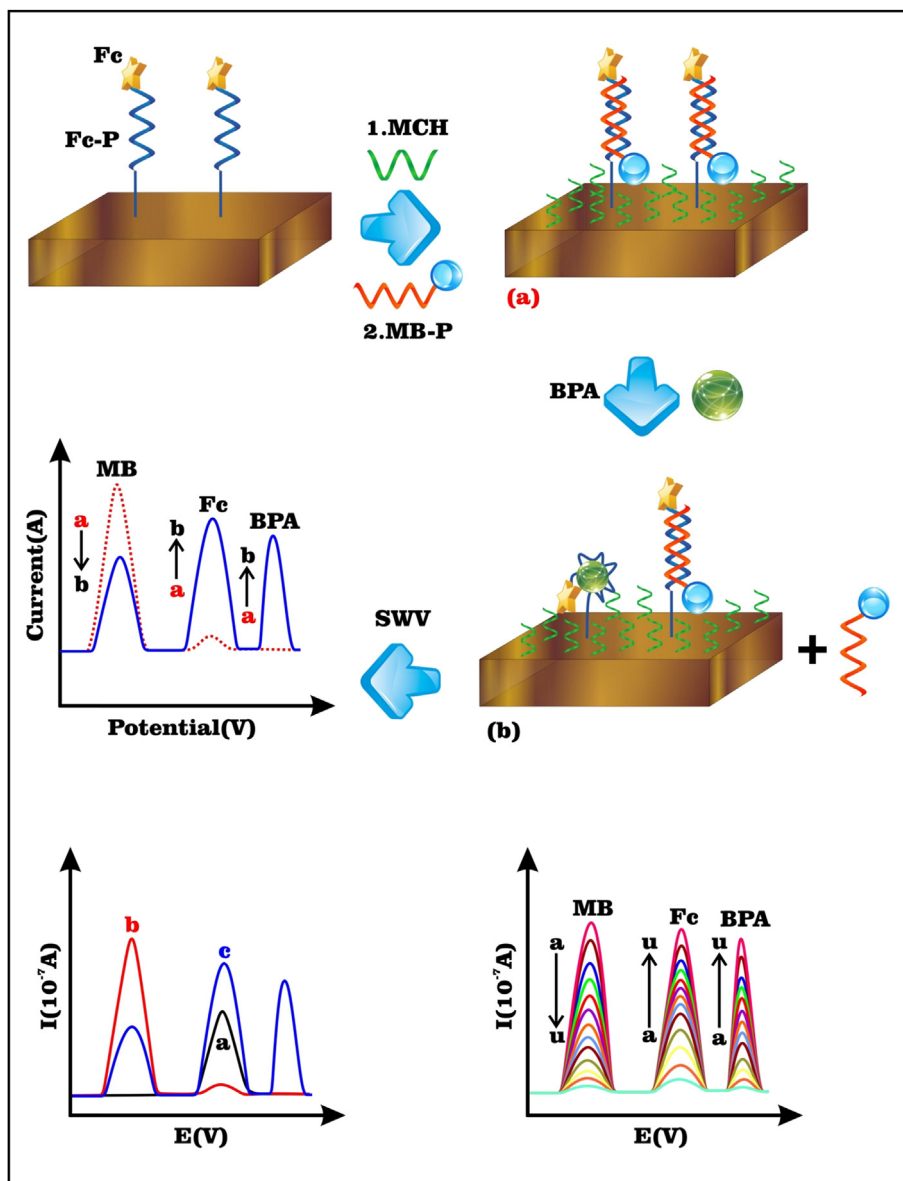 Fc
Fc-P
1.MCH
2.MB-P
(a)
BPA
MB
Fc
BPA
a
b
b
a
b
a
Current(A)
Potential(V)
SWV
+
(b)
b
c
a
I(10⁻⁷A)
E(V)
MB
Fc
BPA
a
u
u
a
u
a
I(10⁻⁷A)
E(V)